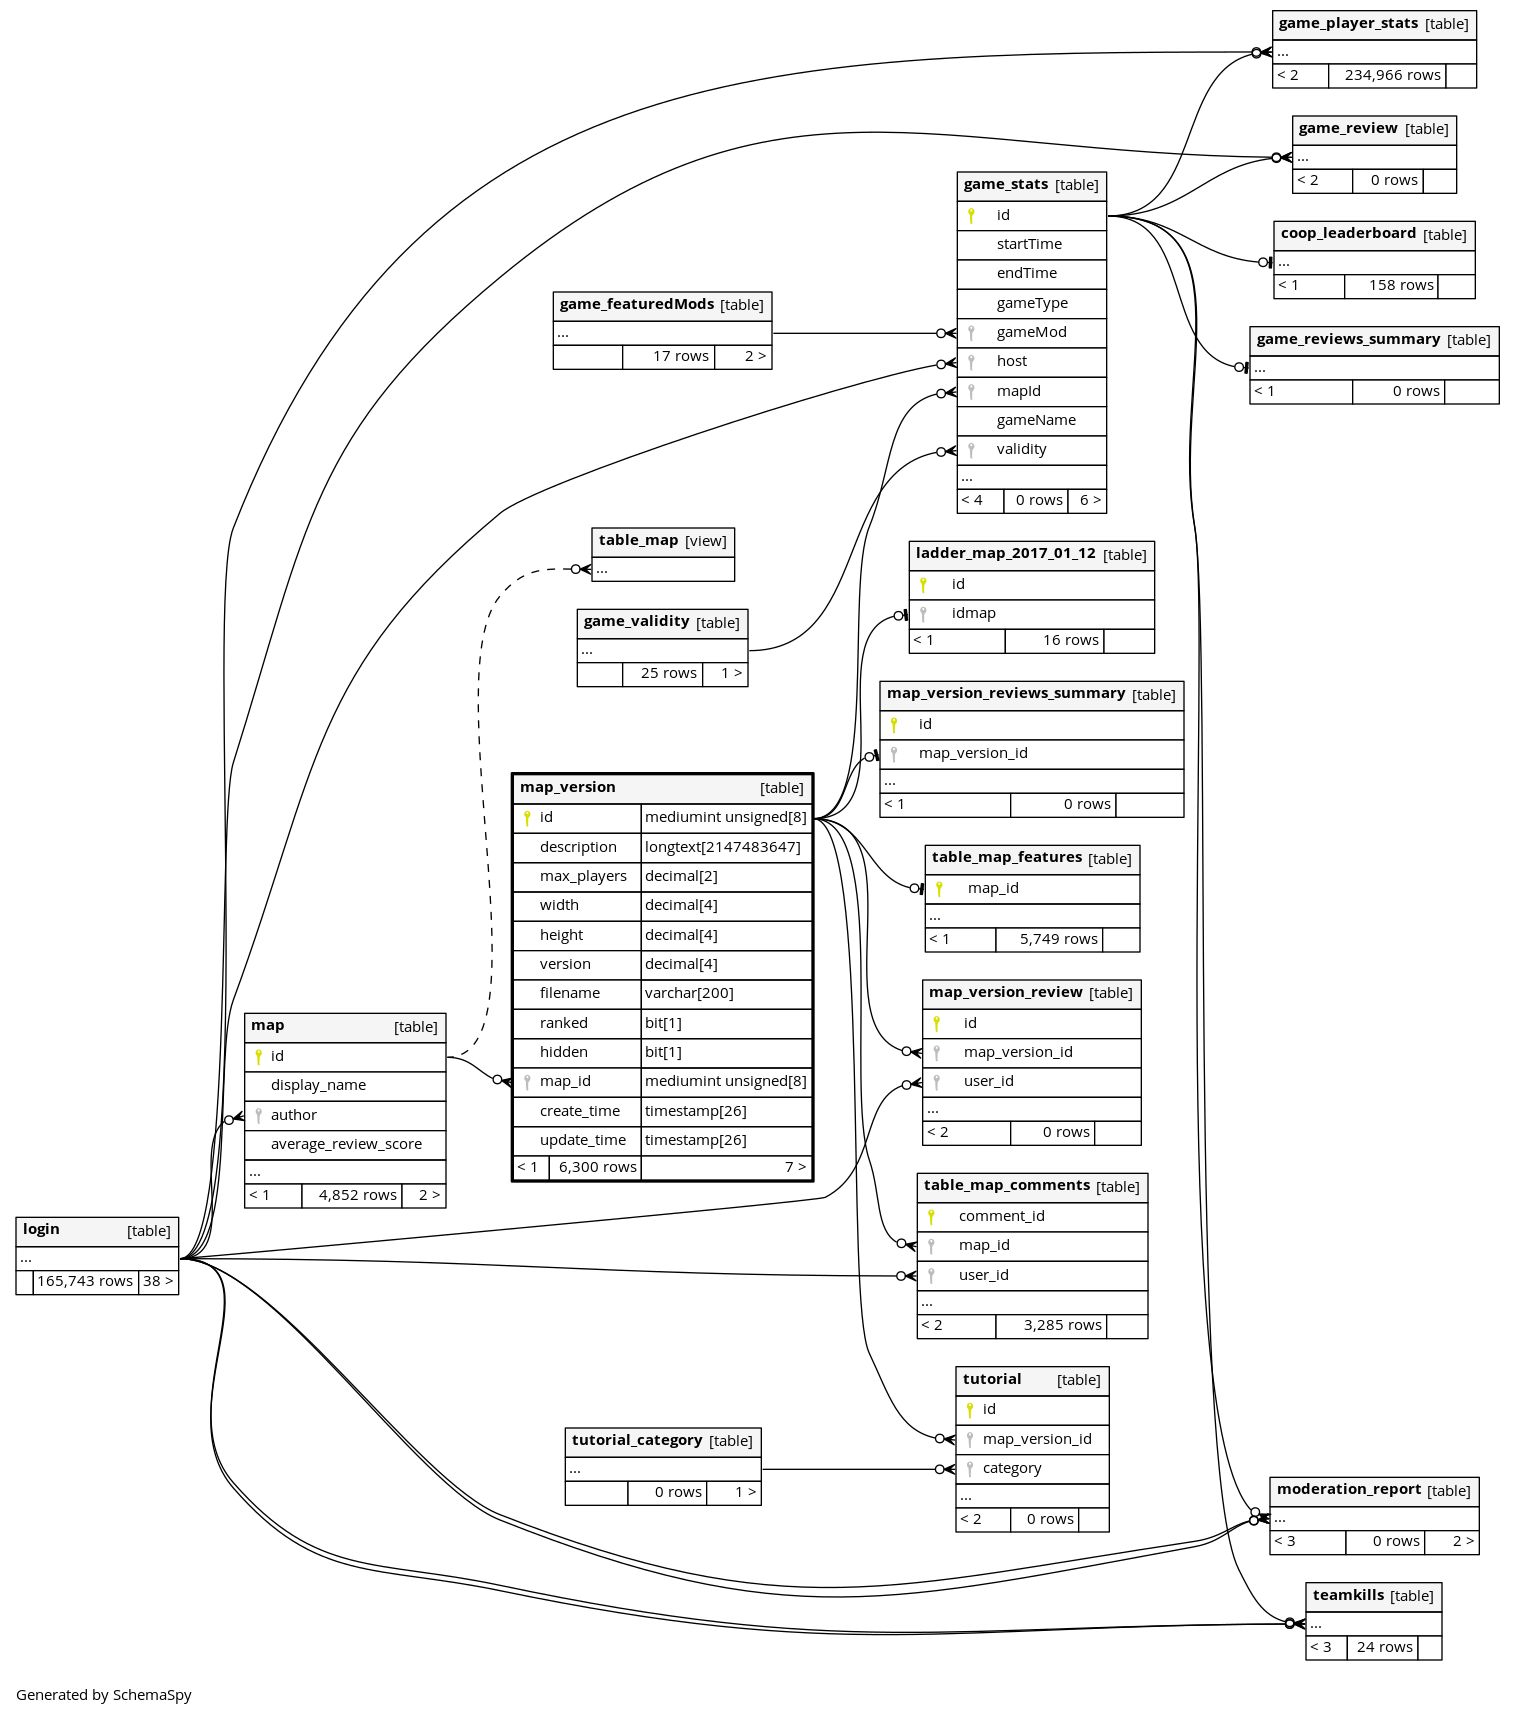 game_player_stats [table]
...
< 2 234,966 rows
game_review [table]
...
< 2 0 rows
game_stats [table]
id
startTime
endTime
gameType
gameMod
host
mapId
gameName
validity
...
< 4 0 rows 6 >
coop_leaderboard [table]
...
< 1 158 rows
game_reviews_summary [table]
...
< 1 0 rows
game_featuredMods [table]
...
17 rows 2 >
table_map [view]
...
game_validity [table]
...
25 rows 1 >
ladder_map_2017_01_12 [table]
id
idmap
< 1 16 rows
map_version_reviews_summary [table]
id
map_version_id
...
< 1 0 rows
map_version [table]
id mediumint unsigned[8]
description longtext[2147483647]
max_players decimal[2]
width decimal[4]
height decimal[4]
version decimal[4]
filename varchar[200]
ranked bit[1]
hidden bit[1]
map_id mediumint unsigned[8]
create_time timestamp[26]
update_time timestamp[26]
< 1 6,300 rows 7 >
table_map_features [table]
map_id
...
< 1 5,749 rows
map_version_review [table]
id
map_version_id
user_id
...
< 2 0 rows
map [table]
id
display_name
author
average_review_score
...
< 1 4,852 rows 2 >
login [table]
...
165,743 rows 38 >
table_map_comments [table]
comment_id
map_id
user_id
...
< 2 3,285 rows
tutorial [table]
id
map_version_id
category
...
< 2 0 rows
tutorial_category [table]
...
0 rows 1 >
moderation_report [table]
...
< 3 0 rows 2 >
teamkills [table]
...
< 3 24 rows
Generated by SchemaSpy